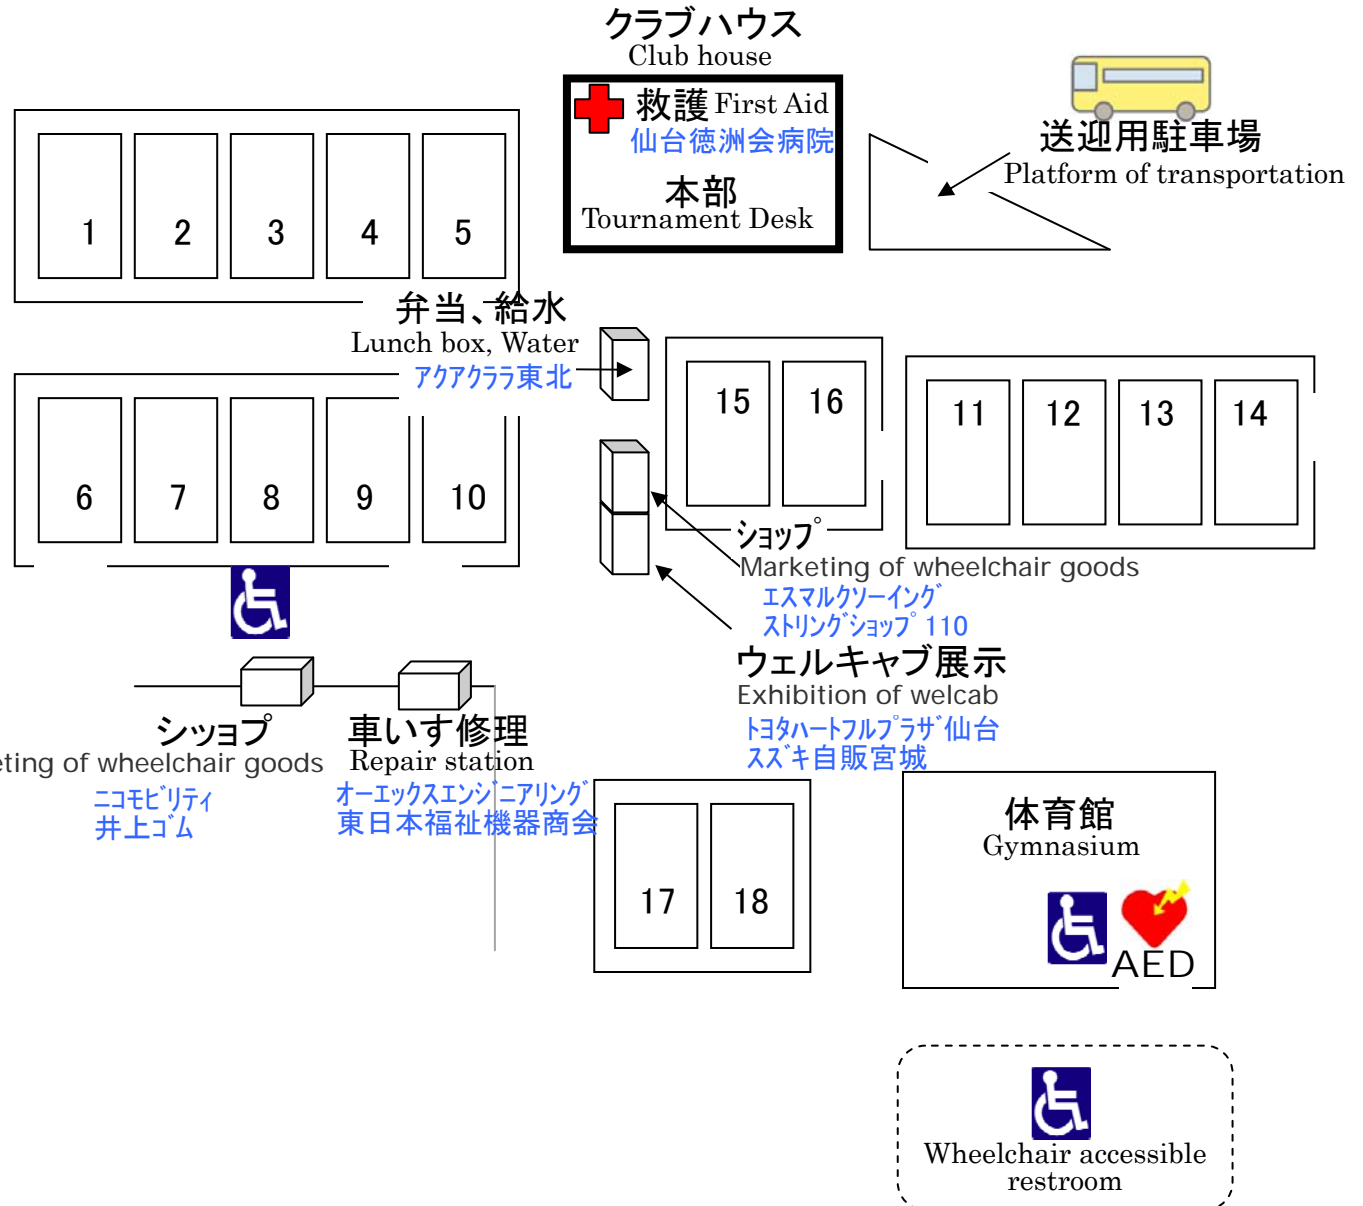 クラブハウス
Club house
救護 First Aid
仙台徳洲会病院
本部
Tournament Desk
送迎用駐車場
Platform of transportation
1 2 3 4 5
弁当、給水
Lunch box, Water
アクアクララ東北
15 16
11 12 13 14
6 7 8 9 10
ショップ
Marketing of wheelchair goods
エスマルクソーイング
ストリングショップ 110
ウェルキャブ展示
Exhibition of welcab
トヨタハートフルプラザ仙台
スズキ自販宮城
シッョプ
eting of wheelchair goods
ニコモビリティ
井上ゴム
車いす修理
Repair station
オーエックスエンジニアリング
東日本福祉機器商会
17 18
体育館
Gymnasium
AED
Wheelchair accessible
restroom